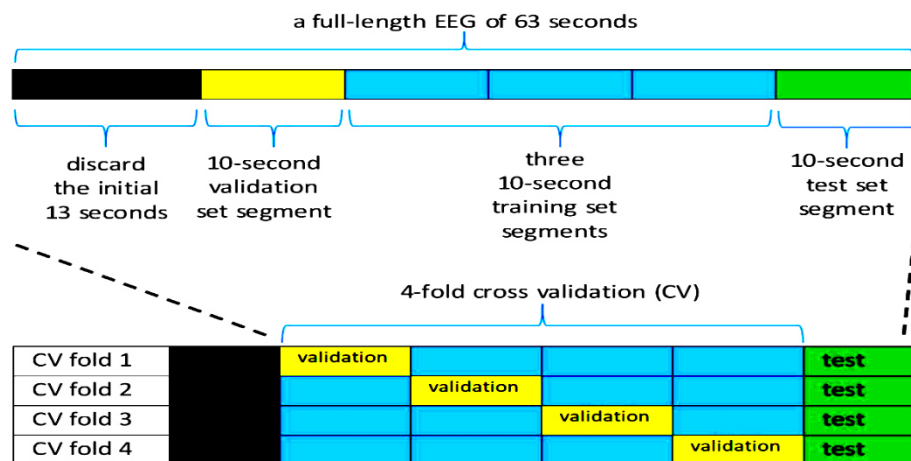 a full-length EEG of 63 seconds
discard
the initial
13 seconds
10-second
validation
set segment
three
10-second
training set
segments
10-second
test set
segment
4-fold cross validation (CV)
CV fold 1
validation
test
CV fold 2
validation
test
CV fold 3
validation
test
CV fold 4
validation
test